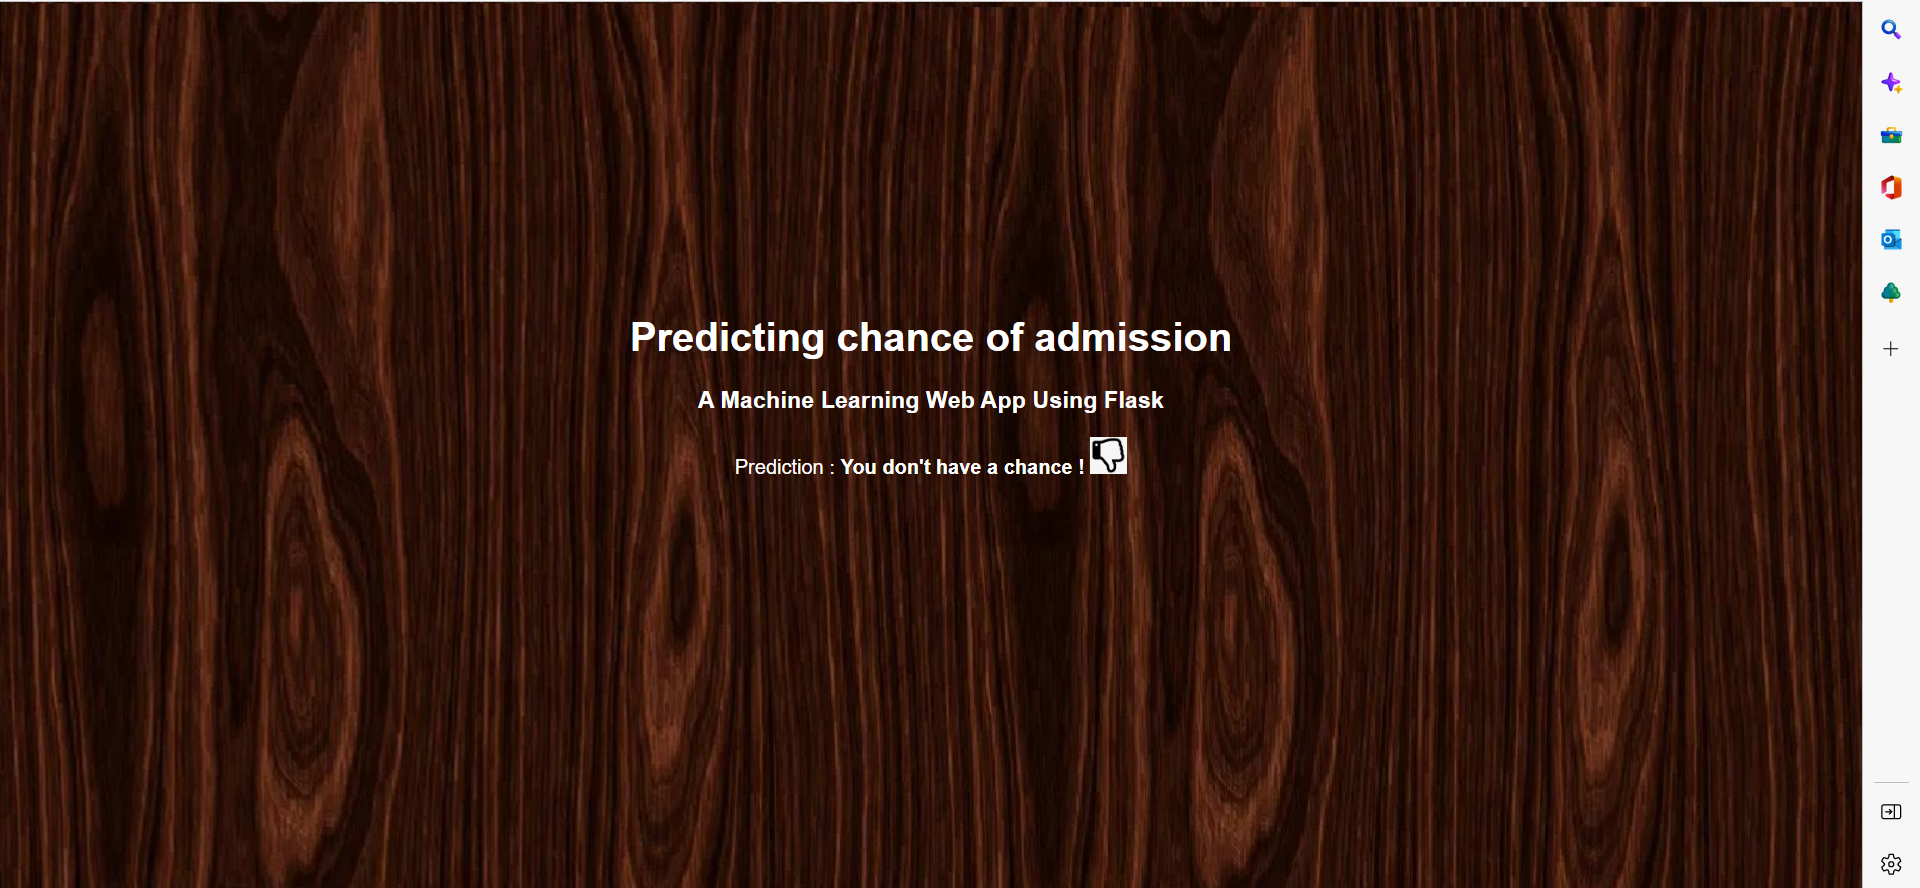 Predicting chance of admission
A Machine Learning Web App Using Flask
Prediction : You don't have a chance !